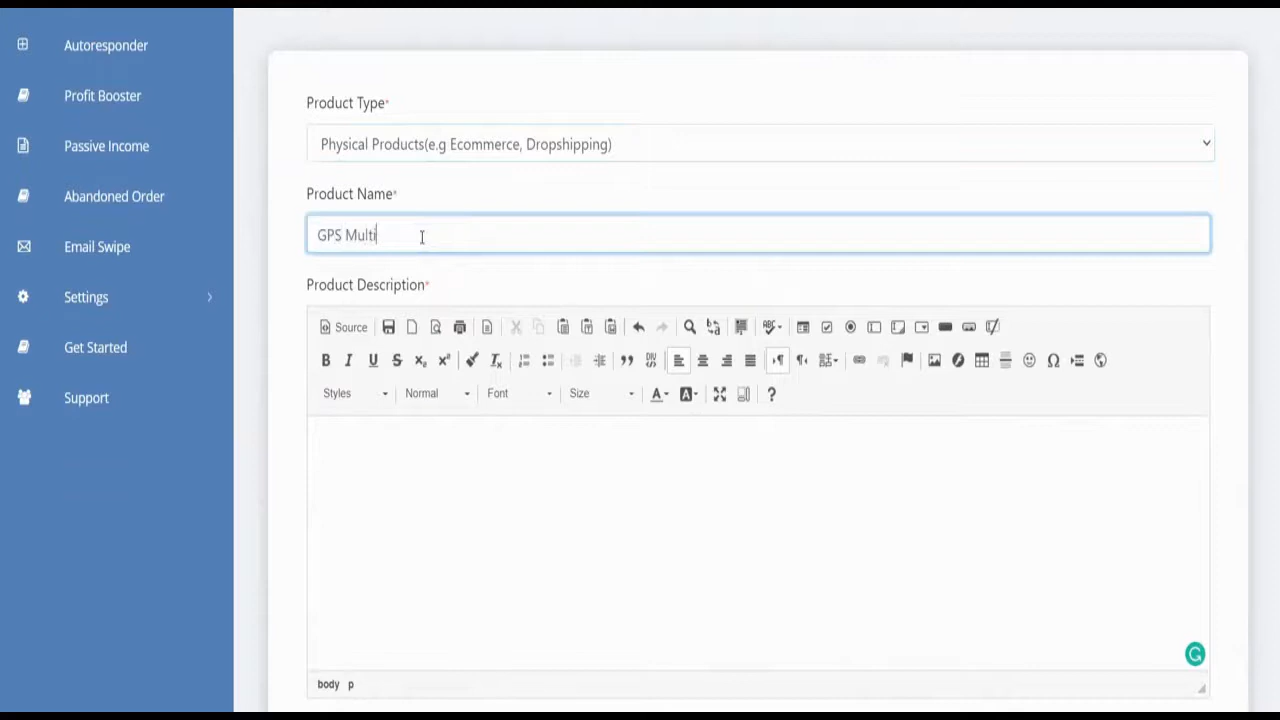 Autoresponder
Profit Booster
Passive Income
Abandoned Order
Email Swipe
Settings
Get Started
Support
Product Type*
Physical Products(e.g Ecommerce, Dropshipping)
Product Name*
GPS Multi
Product Description*
Source
Styles Normal Font Size
body p